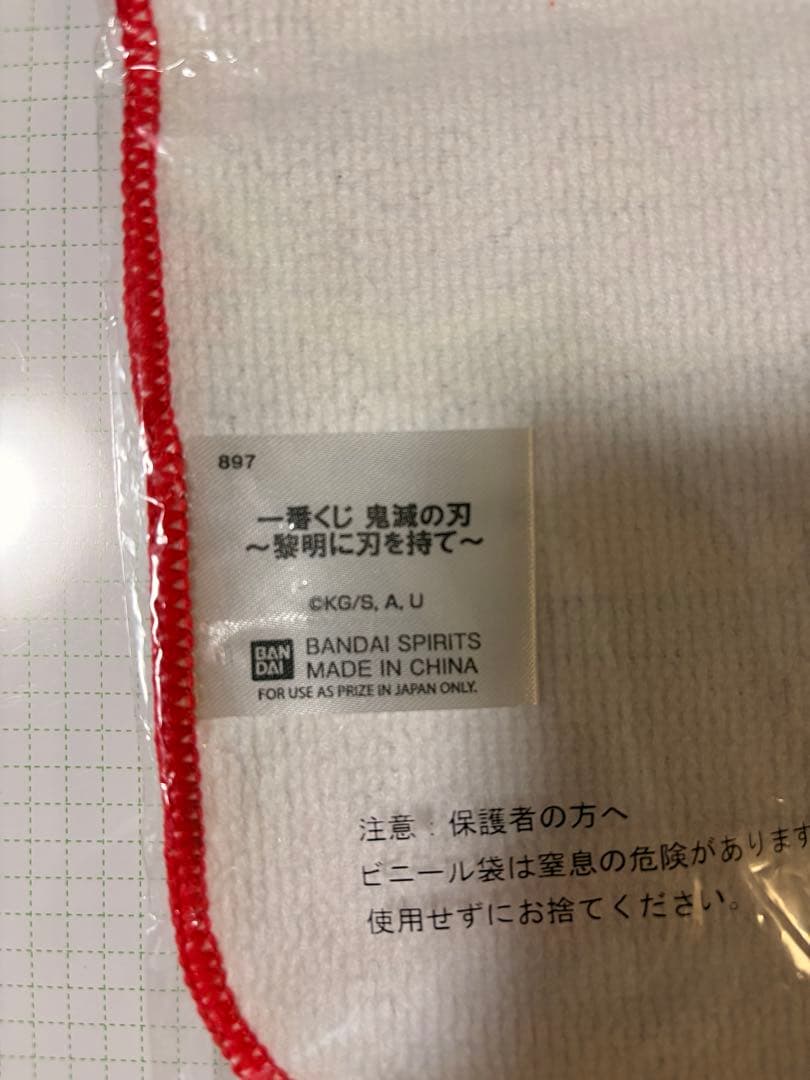 897
一番くじ 鬼滅の刃
～黎明に刃を持て～
©KG/S, A, U
BAN
DAI
BANDAI SPIRITS
MADE IN CHINA
FOR USE AS PRIZE IN JAPAN ONLY.
注意：保護者の方へ
ビニール袋は窒息の危険があります
使用せずにお捨てください。